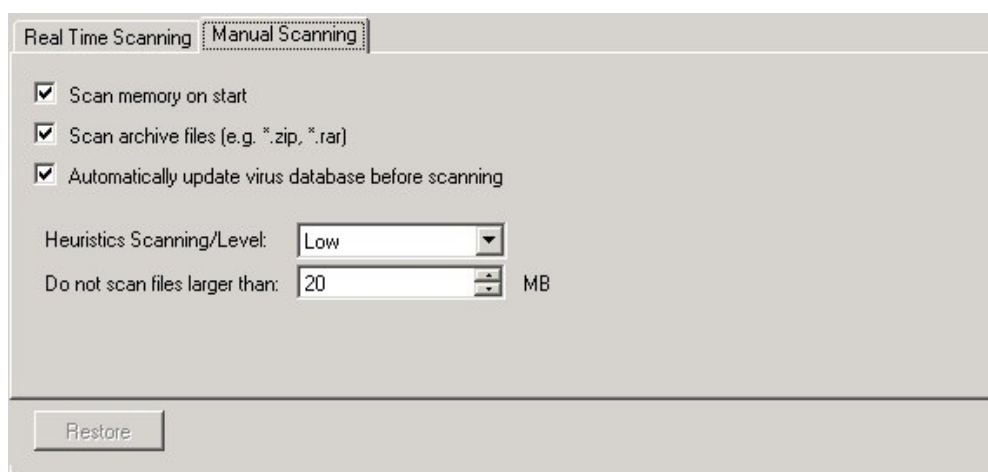 Real Time Scanning Manual Scanning
Scan memory on start
Scan archive files (e.g. *.zip, *.rar)
Automatically update virus database before scanning
Heuristics Scanning/Level: Low
Do not scan files larger than: 20 MB
Restore